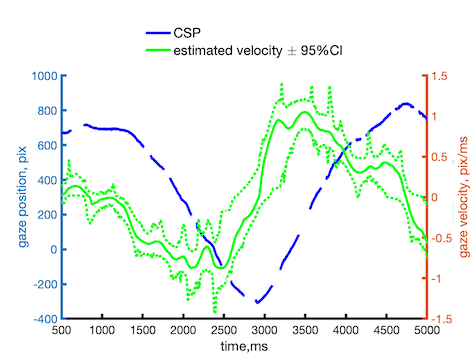 CSP
estimated velocity ± 95%CI
1000
800
600
400
200
0
-200
-400
gaze position, pix
1.5
1
0.5
0
-0.5
-1
-1.5
gaze velocity, pix/ms
500 1000 1500 2000 2500 3000 3500 4000 4500 5000
time,ms